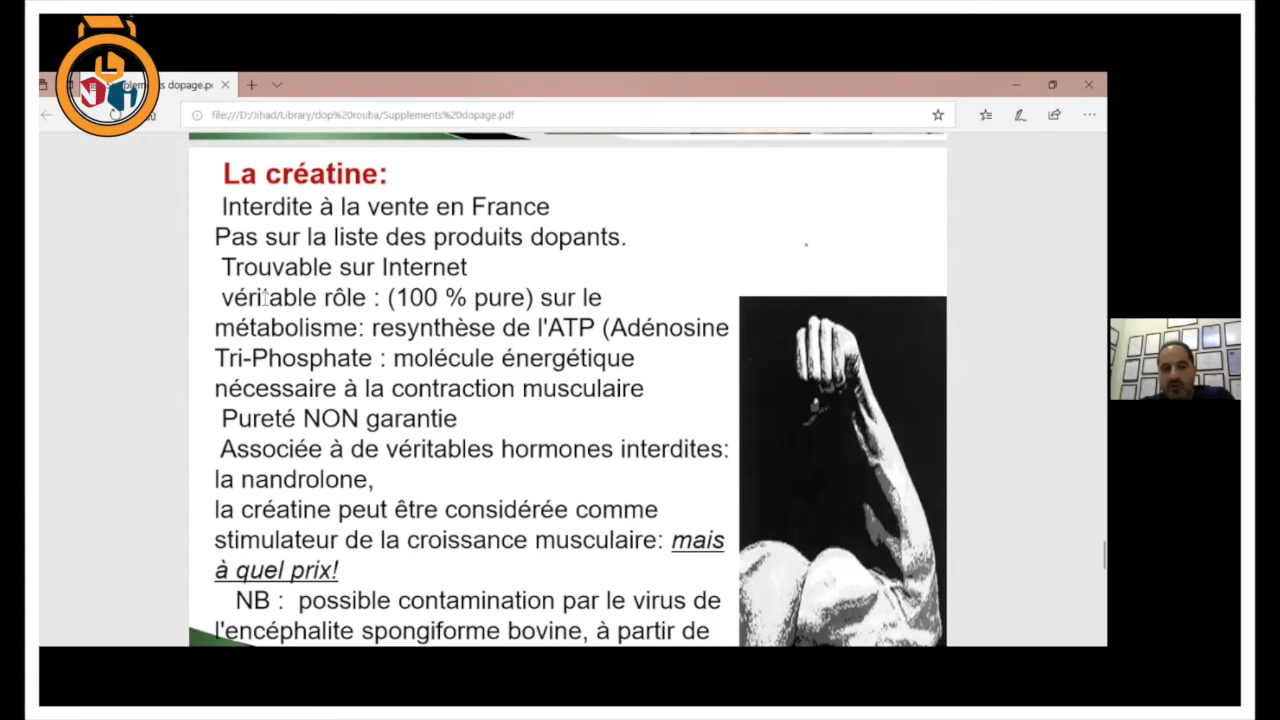 Supplements dopage.pd
file:///D:/Jihad/Library/dop%20rouba/Supplements%20dopage.pdf
La créatine:
Interdite à la vente en France
Pas sur la liste des produits dopants.
Trouvable sur Internet
véritable rôle : (100 % pure) sur le
métabolisme: resynthèse de l'ATP (Adénosine
Tri-Phosphate : molécule énergétique
nécessaire à la contraction musculaire
Pureté NON garantie
Associée à de véritables hormones interdites:
la nandrolone,
la créatine peut être considérée comme
stimulateur de la croissance musculaire: mais
à quel prix!
NB : possible contamination par le virus de
l'encéphalite spongiforme bovine, à partir de